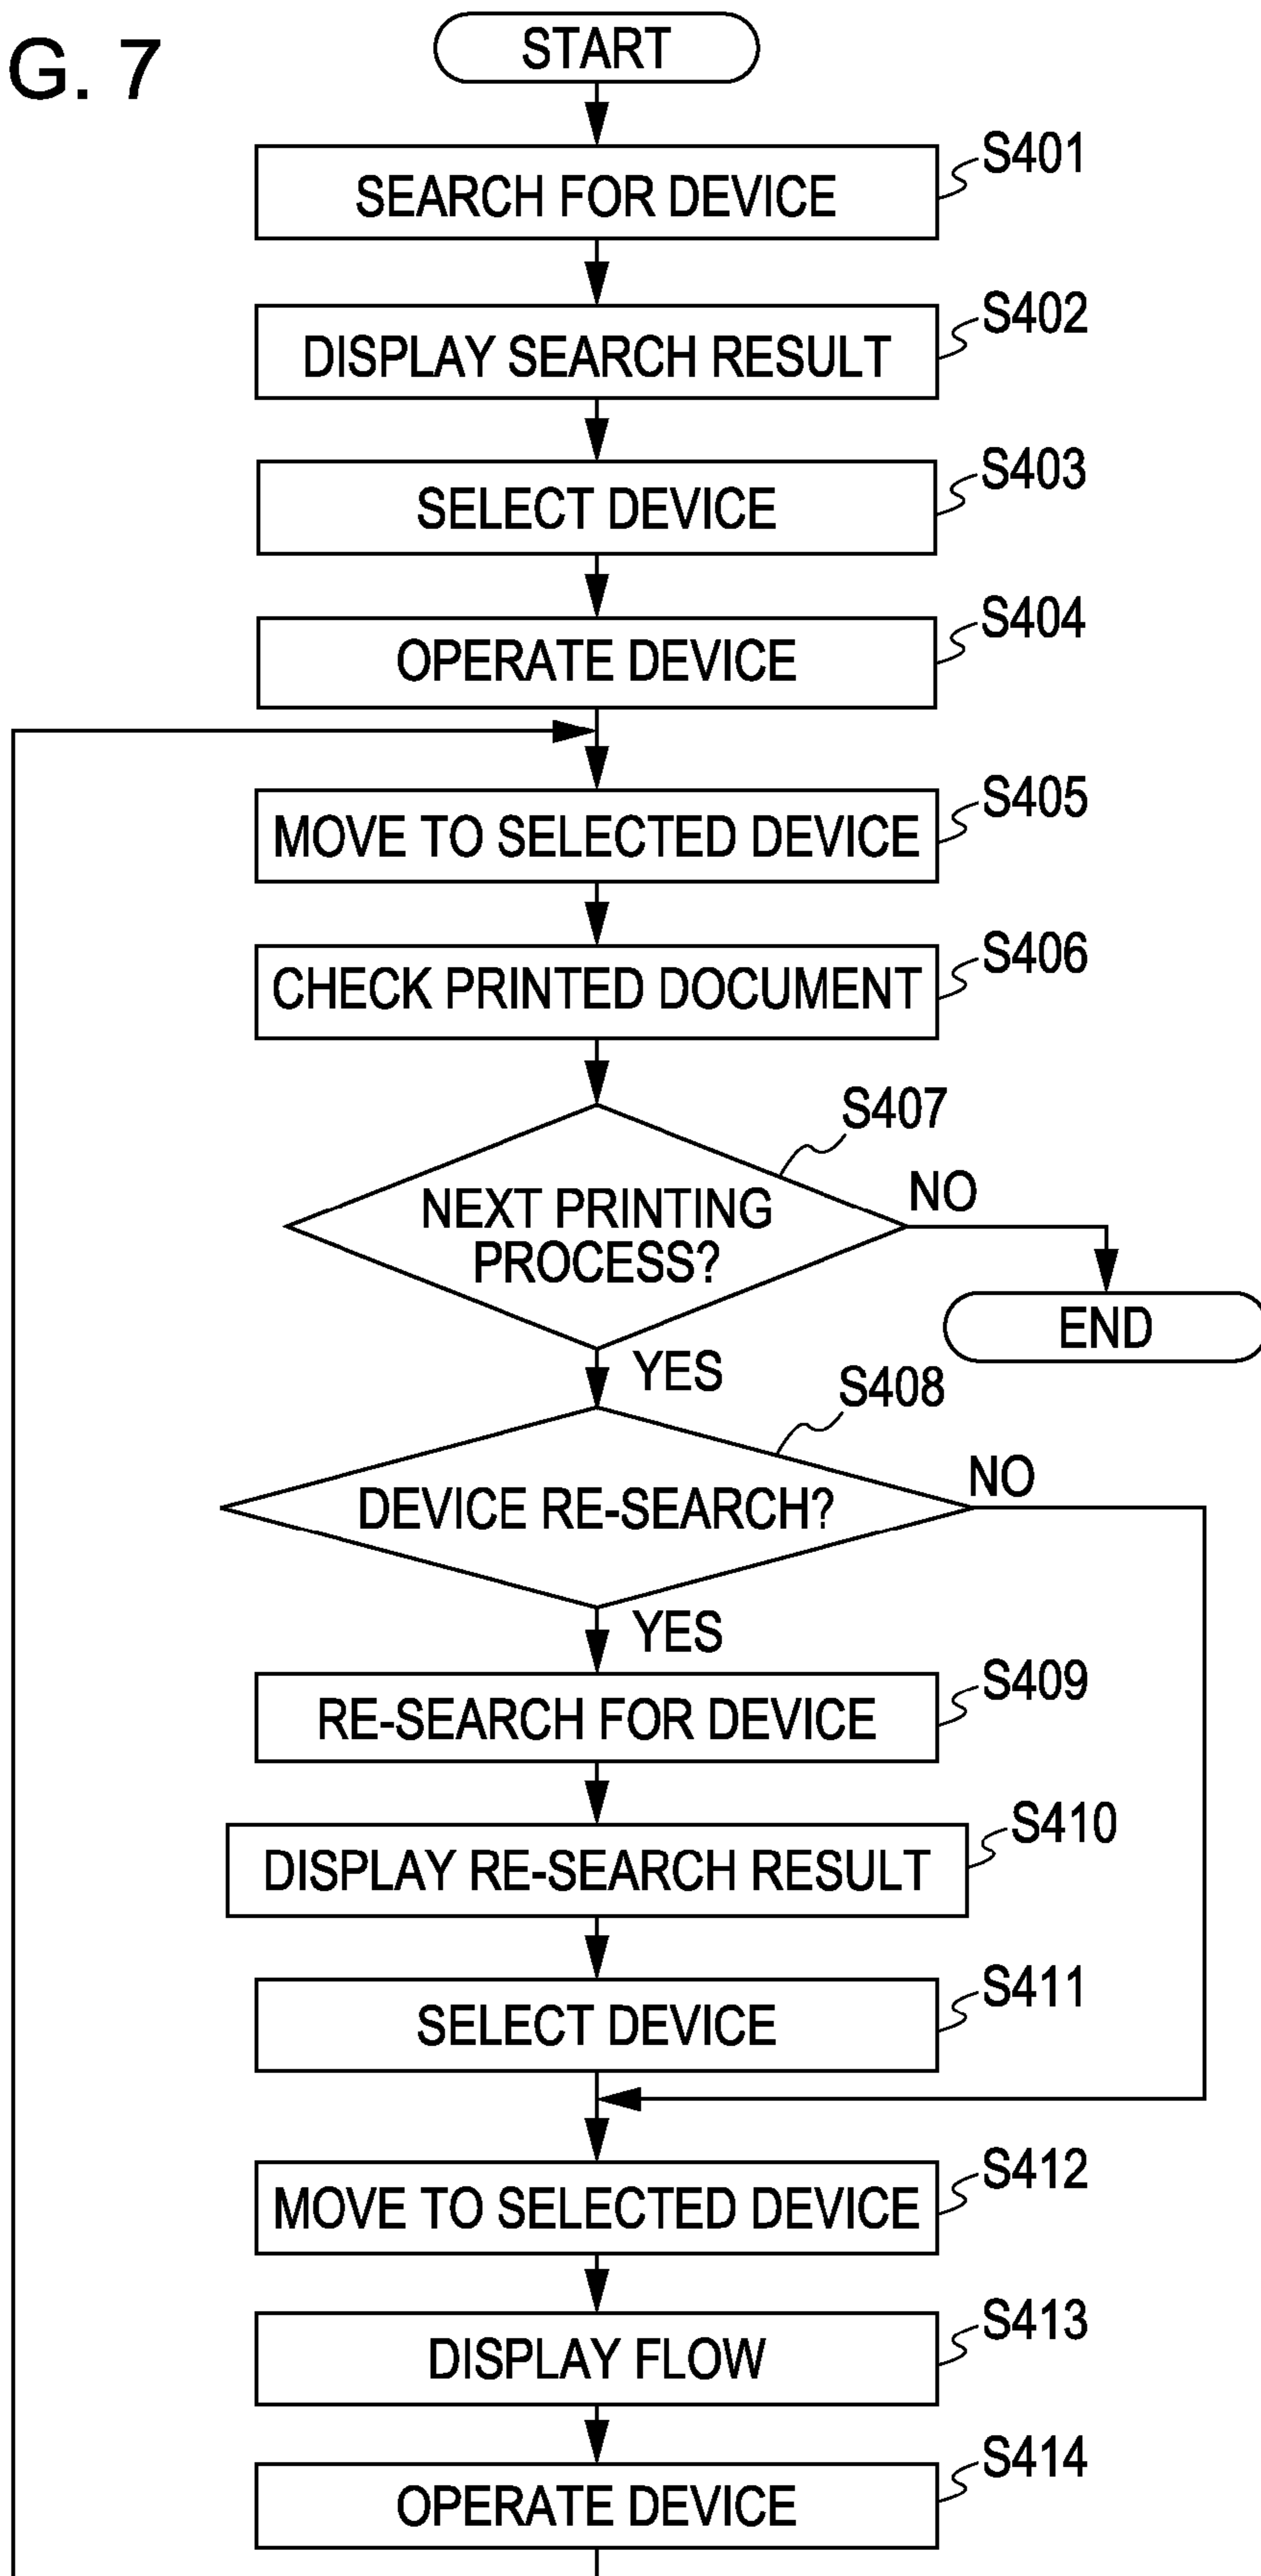 G. 7
START
S401
SEARCH FOR DEVICE
S402
DISPLAY SEARCH RESULT
S403
SELECT DEVICE
S404
OPERATE DEVICE
S405
MOVE TO SELECTED DEVICE
S406
CHECK PRINTED DOCUMENT
S407
NEXT PRINTING
PROCESS?
NO
END
YES
S408
DEVICE RE-SEARCH?
NO
YES
S409
RE-SEARCH FOR DEVICE
S410
DISPLAY RE-SEARCH RESULT
S411
SELECT DEVICE
S412
MOVE TO SELECTED DEVICE
S413
DISPLAY FLOW
S414
OPERATE DEVICE